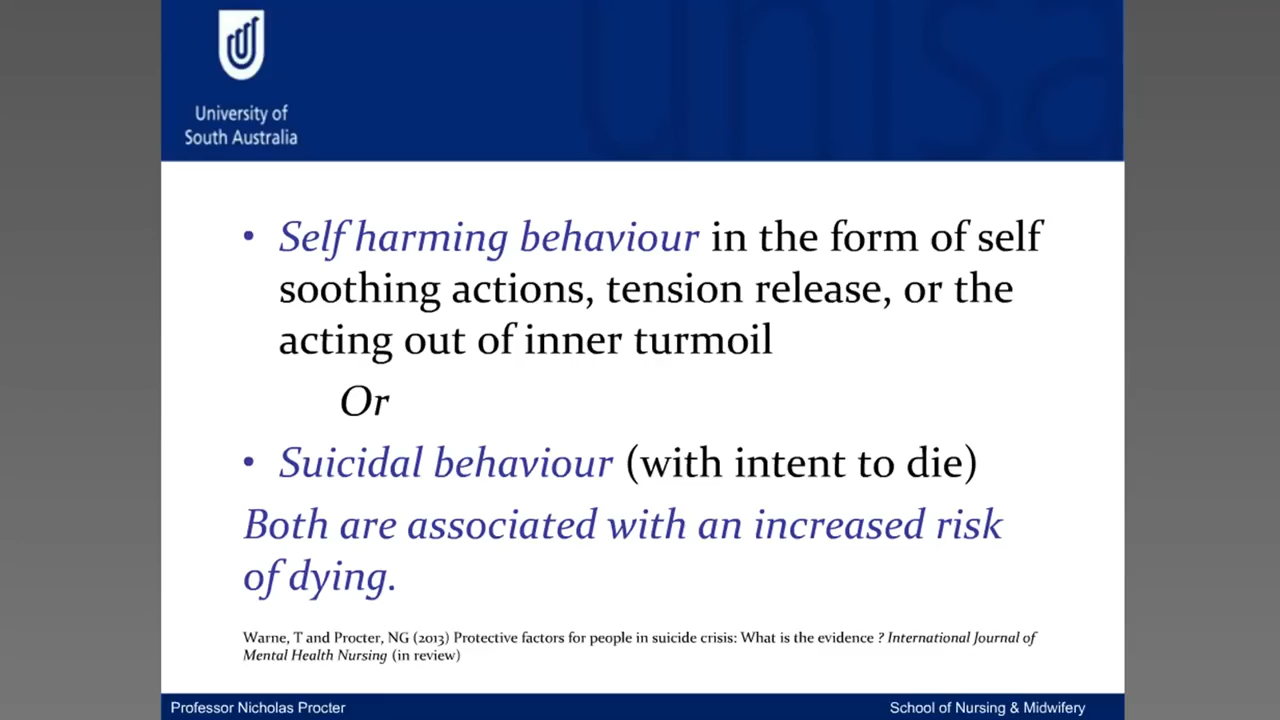 University of
South Australia
• Self harming behaviour in the form of self
soothing actions, tension release, or the
acting out of inner turmoil
Or
• Suicidal behaviour (with intent to die)
Both are associated with an increased risk
of dying.
Warne, T and Procter, NG (2013) Protective factors for people in suicide crisis: What is the evidence ? International Journal of
Mental Health Nursing (in review)
Professor Nicholas Procter
School of Nursing & Midwifery
unisa